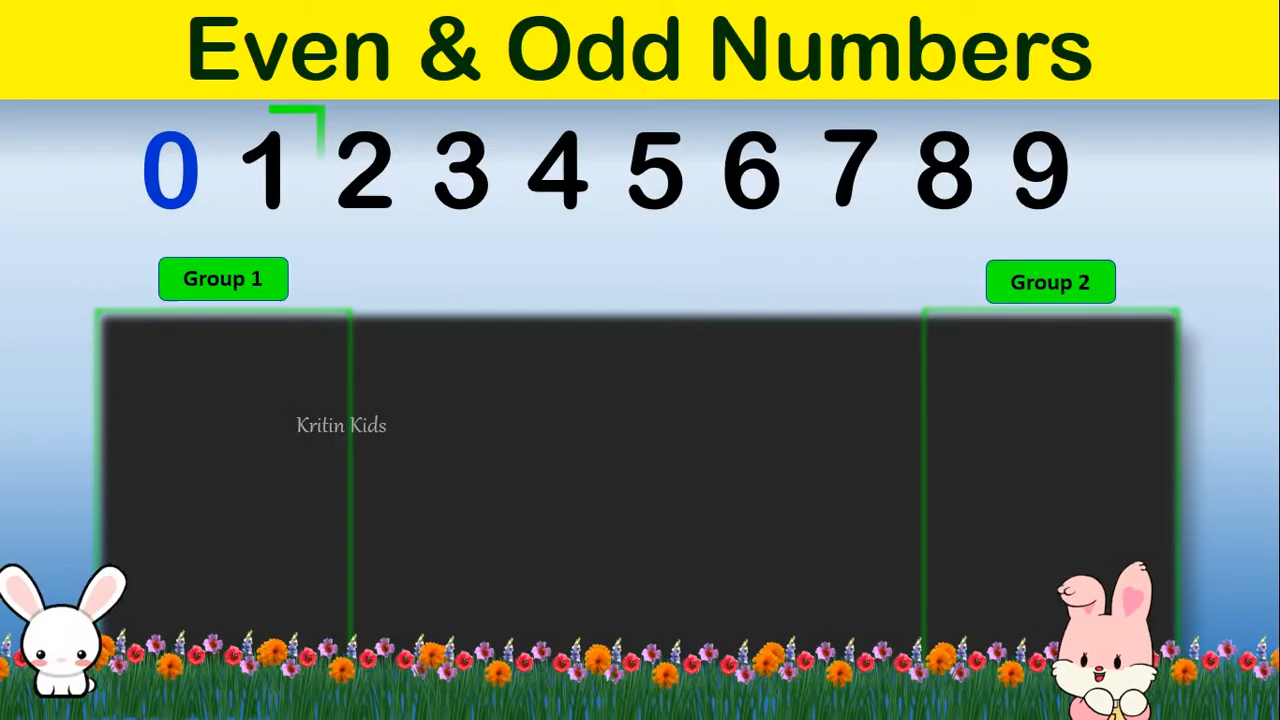 Even & Odd Numbers
0 1 2 3 4 5 6 7 8 9
Group 1
Group 2
Kritin Kids